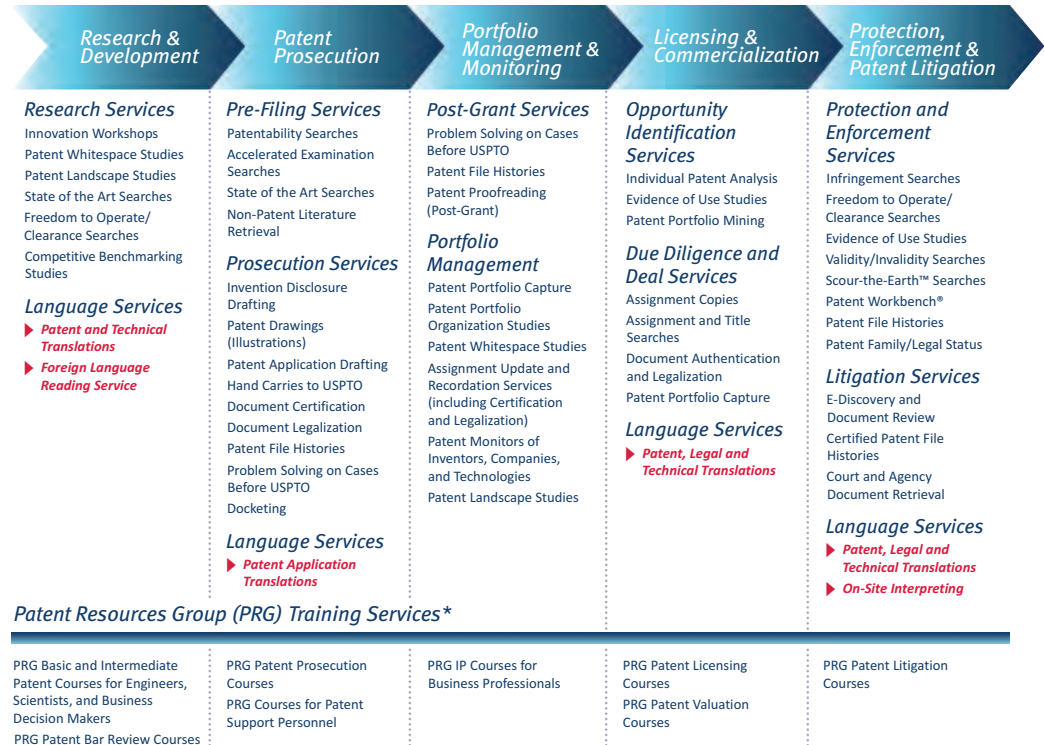 Research &
Development
Patent
Prosecution
Portfolio
Management &
Monitoring
Licensing &
Commercialization
Protection,
Enforcement &
Patent Litigation
Research Services
Innovation Workshops
Patent Whitespace Studies
Patent Landscape Studies
State of the Art Searches
Freedom to Operate/
Clearance Searches
Competitive Benchmarking
Studies
Language Services
Patent and Technical
Translations
Foreign Language
Reading Service
Pre-Filing Services
Patentability Searches
Accelerated Examination
Searches
State of the Art Searches
Non-Patent Literature
Retrieval
Prosecution Services
Invention Disclosure
Drafting
Patent Drawings
(Illustrations)
Patent Application Drafting
Hand Carries to USPTO
Document Certification
Document Legalization
Patent File Histories
Problem Solving on Cases
Before USPTO
Docketing
Language Services
Patent Application
Translations
Post-Grant Services
Problem Solving on Cases
Before USPTO
Patent File Histories
Patent Proofreading
(Post-Grant)
Portfolio
Management
Patent Portfolio Capture
Patent Portfolio
Organization Studies
Patent Whitespace Studies
Assignment Update and
Recordation Services
(including Certification
and Legalization)
Patent Monitors of
Inventors, Companies,
and Technologies
Patent Landscape Studies
Opportunity
Identification
Services
Individual Patent Analysis
Evidence of Use Studies
Patent Portfolio Mining
Due Diligence and
Deal Services
Assignment Copies
Assignment and Title
Searches
Document Authentication
and Legalization
Patent Portfolio Capture
Language Services
Patent, Legal and
Technical Translations
Protection and
Enforcement
Services
Infringement Searches
Freedom to Operate/
Clearance Searches
Evidence of Use Studies
Validity/Invalidity Searches
Scour-the-Earth™ Searches
Patent Workbench®
Patent File Histories
Patent Family/Legal Status
Litigation Services
E-Discovery and
Document Review
Certified Patent File
Histories
Court and Agency
Document Retrieval
Language Services
Patent, Legal and
Technical Translations
On-Site Interpreting
Patent Resources Group (PRG) Training Services*
PRG Basic and Intermediate
Patent Courses for Engineers,
Scientists, and Business
Decision Makers
PRG Patent Bar Review Courses
PRG Patent Prosecution
Courses
PRG Courses for Patent
Support Personnel
PRG IP Courses for
Business Professionals
PRG Patent Licensing
Courses
PRG Patent Valuation
Courses
PRG Patent Litigation
Courses